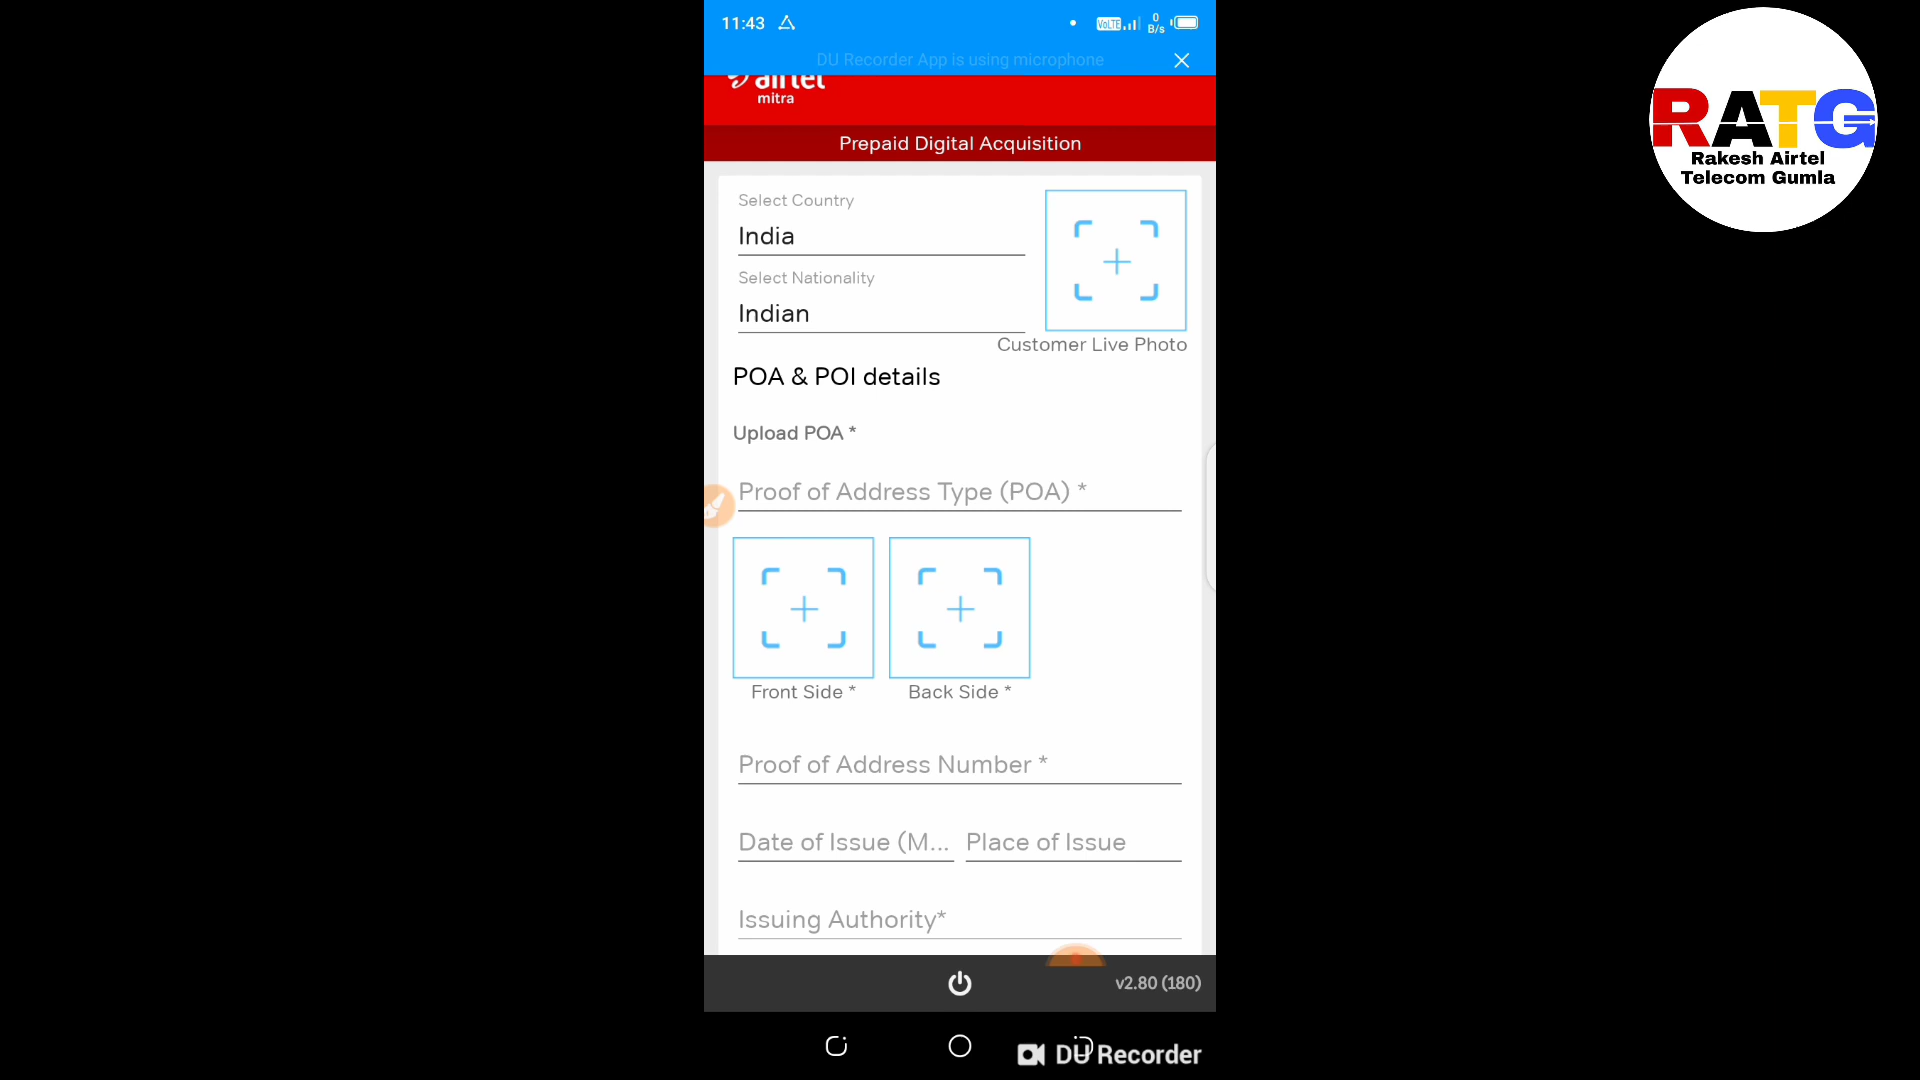 11:43
VoLTE
0
B/s
DU Recorder App is using microphone
airtel
mitra
Prepaid Digital Acquisition
Select Country
India
Select Nationality
Indian
Customer Live Photo
POA & POI details
Upload POA *
Proof of Address Type (POA) *
Front Side *
Back Side *
Proof of Address Number *
Date of Issue (M...
Place of Issue
Issuing Authority*
v2.80 (180)
DU Recorder
RATG
Rakesh Airtel
Telecom Gumla